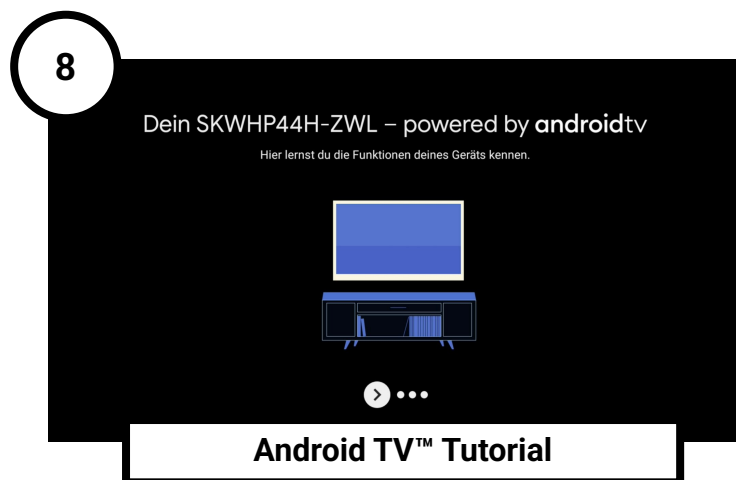 8
Dein SKWHP44H-ZWL – powered by androidtv
Hier lernst du die Funktionen deines Geräts kennen.
Android TV™ Tutorial